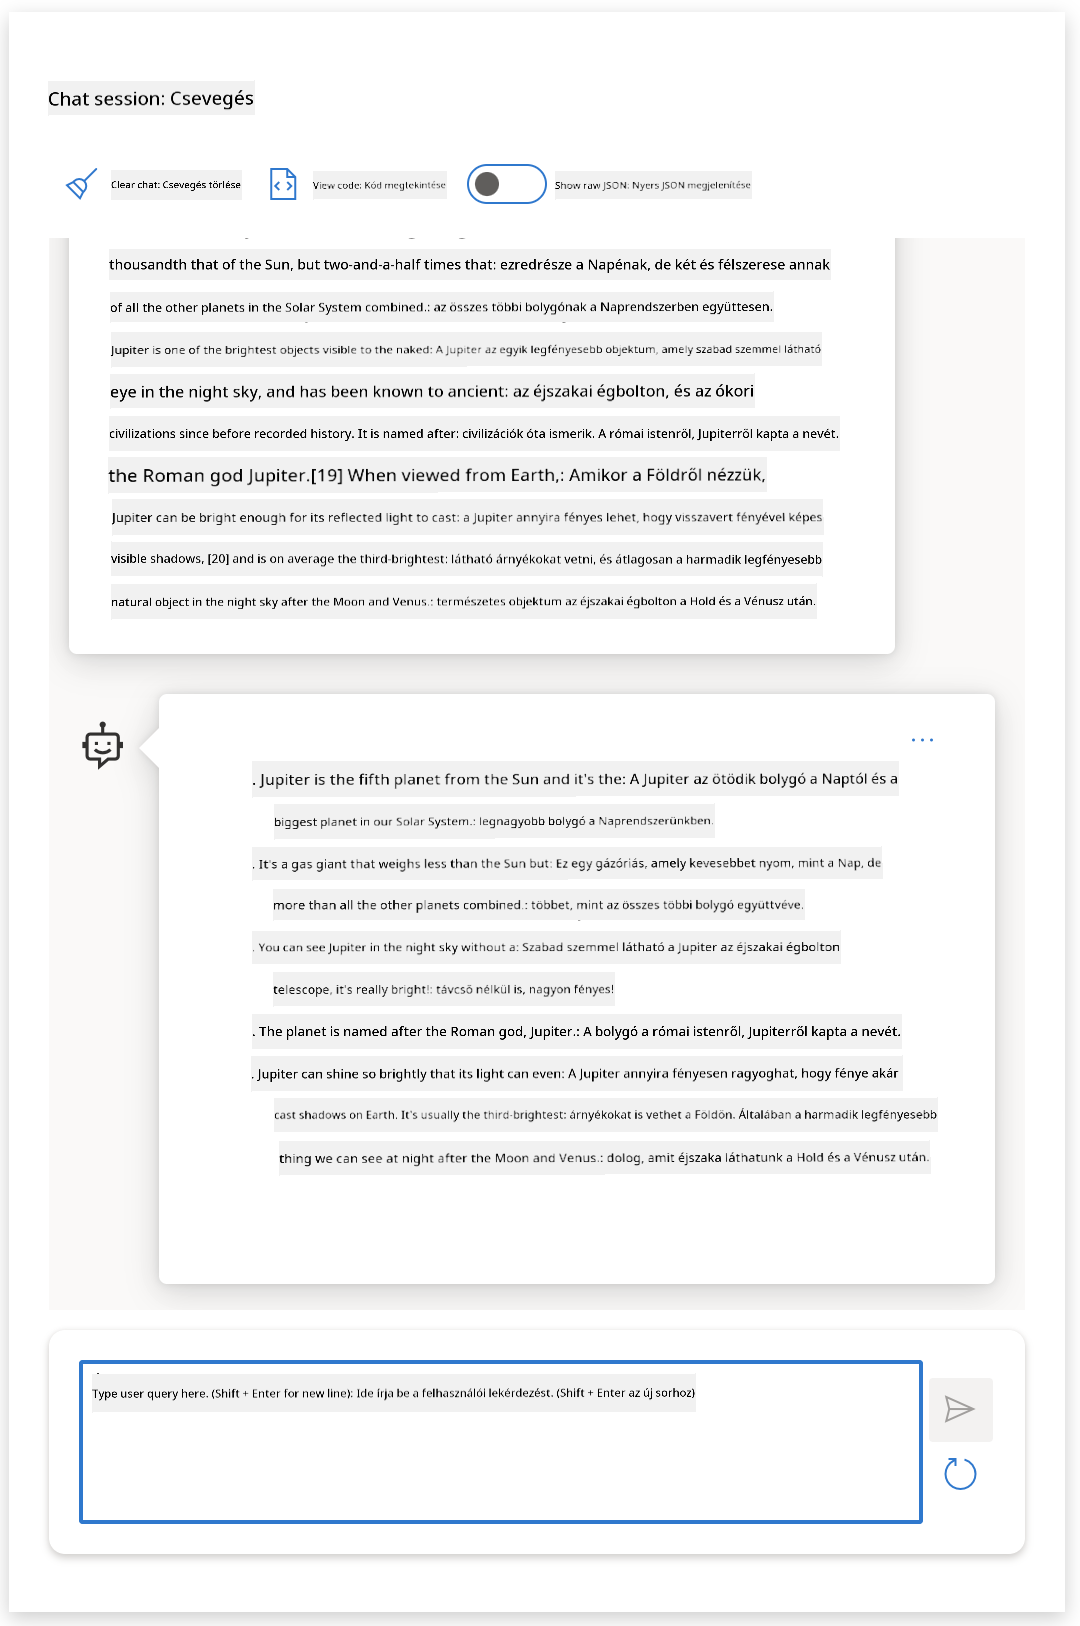 Chat session: Csevegés
Clear chat: Csevegés törlése
View code: Kód megtekintése
Show raw JSON: Nyers JSON megjelenítése
thousandth that of the Sun, but two-and-a-half times that: ezredrésze a Napénak, de két és félszerese annak
of all the other planets in the Solar System combined.: az összes többi bolygónak a Naprendszerben együttesen.
Jupiter is one of the brightest objects visible to the naked: A Jupiter az egyik legfényesebb objektum, amely szabad szemmel látható
eye in the night sky, and has been known to ancient: az éjszakai égbolton, és az ókori
civilizations since before recorded history. It is named after: civilizációk óta ismerik. A római istenről, Jupiterről kapta a nevét.
the Roman god Jupiter.[19] When viewed from Earth,: Amikor a Földről nézzük,
Jupiter can be bright enough for its reflected light to cast: a Jupiter annyira fényes lehet, hogy visszavert fényével képes
visible shadows, [20] and is on average the third-brightest: látható árnyékokat vetni, és átlagosan a harmadik legfényesebb
natural object in the night sky after the Moon and Venus.: természetes objektum az éjszakai égbolton a Hold és a Vénusz után.
. Jupiter is the fifth planet from the Sun and it's the: A Jupiter az ötödik bolygó a Naptól és a
biggest planet in our Solar System.: legnagyobb bolygó a Naprendszerünkben.
. It's a gas giant that weighs less than the Sun but: Ez egy gázóriás, amely kevesebbet nyom, mint a Nap, de
more than all the other planets combined.: többet, mint az összes többi bolygó együttvéve.
. You can see Jupiter in the night sky without a: Szabad szemmel látható a Jupiter az éjszakai égbolton
telescope, it's really bright!: távcső nélkül is, nagyon fényes!
. The planet is named after the Roman god, Jupiter.: A bolygó a római istenről, Jupiterről kapta a nevét.
. Jupiter can shine so brightly that its light can even: A Jupiter annyira fényesen ragyoghat, hogy fénye akár
cast shadows on Earth. It's usually the third-brightest: árnyékokat is vethet a Földön. Általában a harmadik legfényesebb
thing we can see at night after the Moon and Venus.: dolog, amit éjszaka láthatunk a Hold és a Vénusz után.
Type user query here. (Shift + Enter for new line): Ide írja be a felhasználói lekérdezést. (Shift + Enter az új sorhoz)